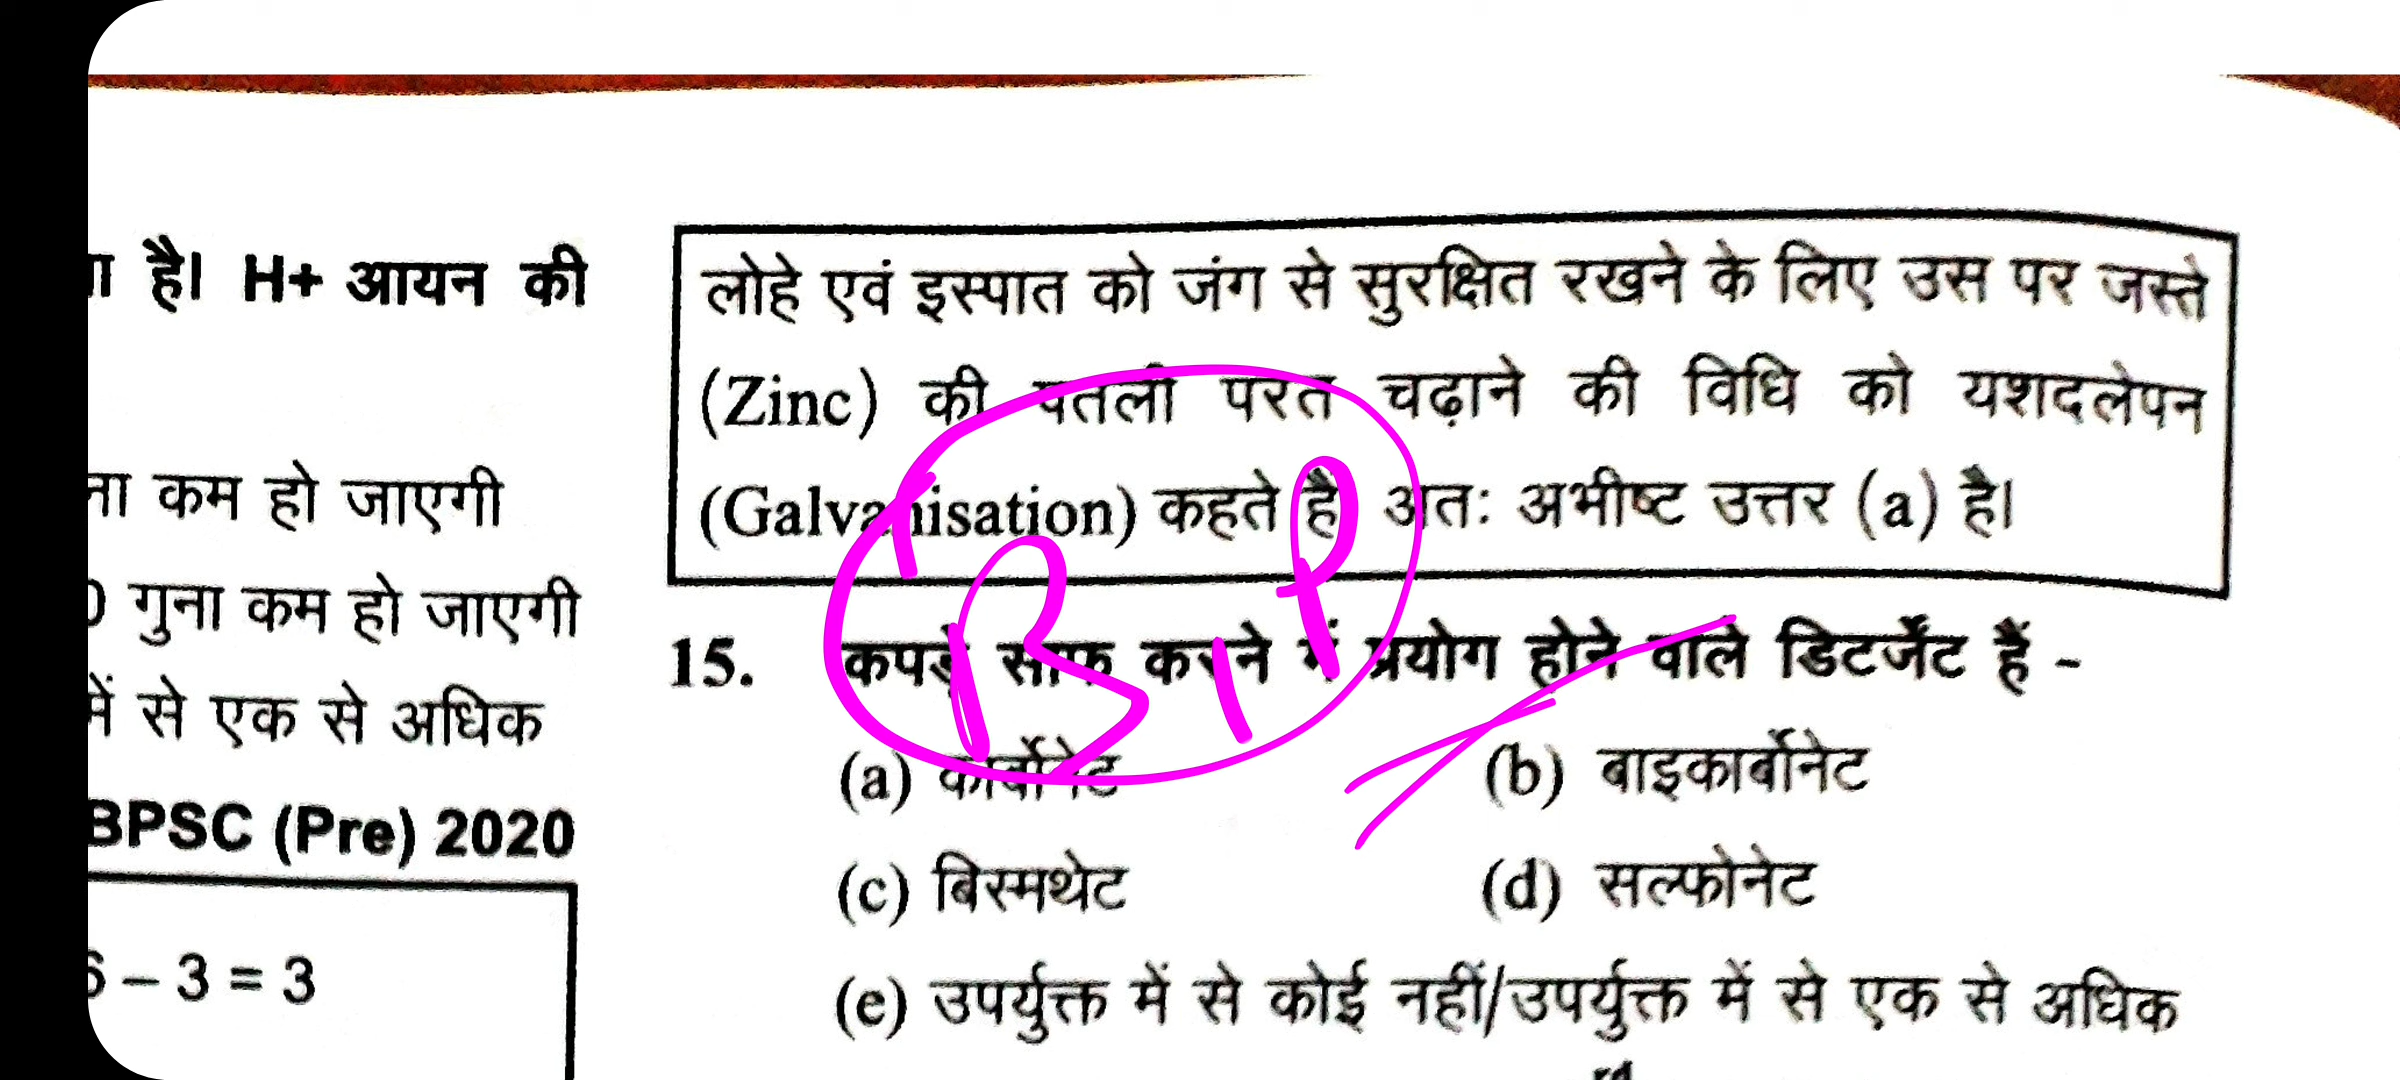 है। H+ आयन की
कम हो जाएगी
गुना कम हो जाएगी
में से एक से अधिक
BPSC (Pre) 2020
6 – 3 = 3
लोहे एवं इस्पात को जंग से सुरक्षित रखने के लिए उस पर जस्ते
(Zinc) की पतली परत चढ़ाने की विधि को यशदलेपन
(Galvanisation) कहते है अतः अभीष्ट उत्तर (a) है।
15. कपड़े साफ करने में प्रयोग होने वाले डिटर्जेंट हैं -
(a) कार्बोनेट (b) बाइकार्बोनेट
(c) बिस्मथेट (d) सल्फोनेट
(e) उपर्युक्त में से कोई नहीं/उपर्युक्त में से एक से अधिक